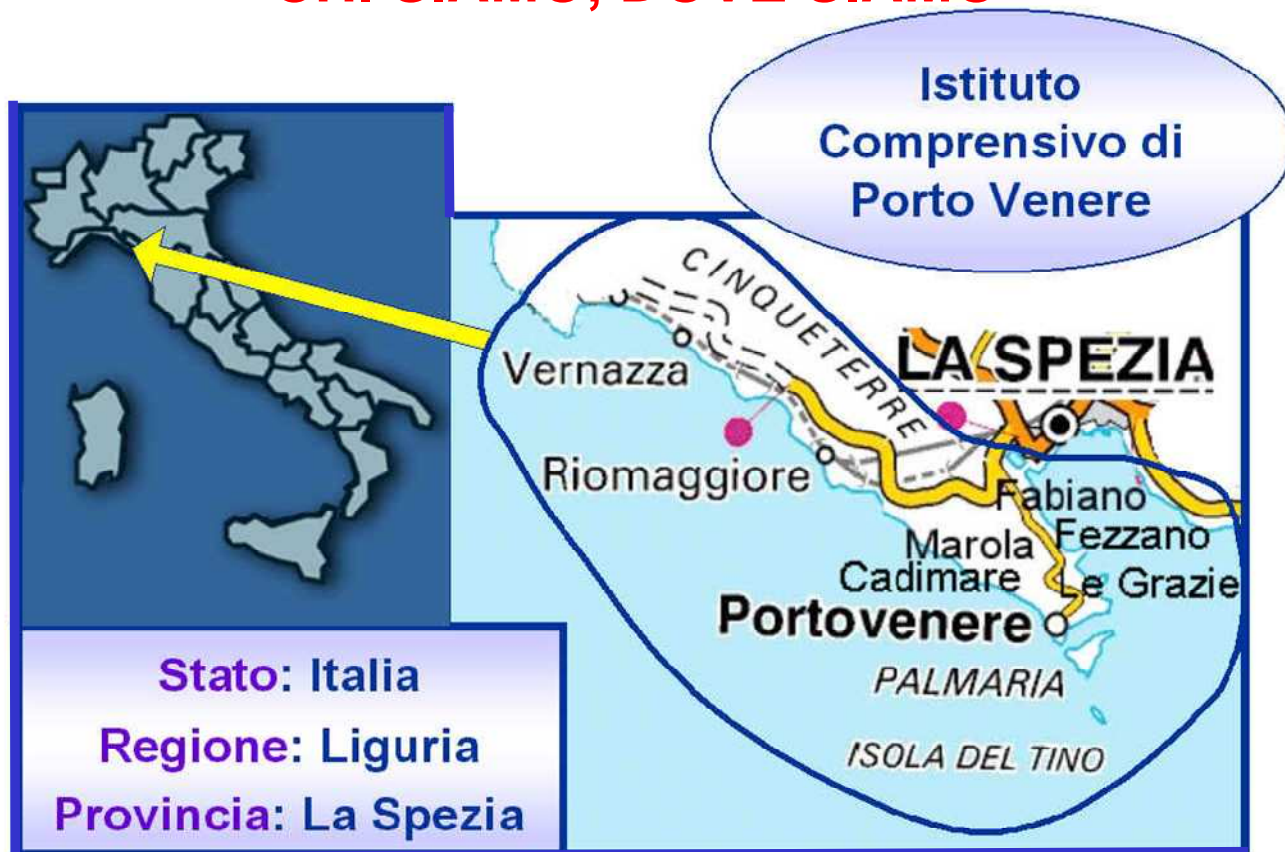 Istituto
Comprensivo di
Porto Venere
CINQUETERRE
LA SPEZIA
Vernazza
Riomaggiore
Fabiano
Marola
Fezzano
Cadimare
Le Grazie
Portovenere
PALMARIA
ISOLA DEL TINO
Stato: Italia
Regione: Liguria
Provincia: La Spezia